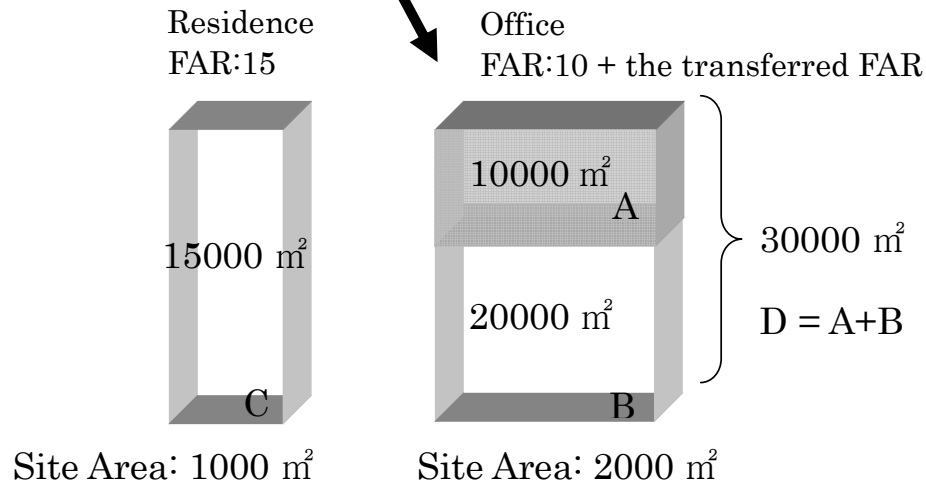 Residence
FAR:15
Office
FAR:10 + the transferred FAR
10000 ㎡
A
15000 ㎡
30000 ㎡
20000 ㎡
D = A+B
C
B
Site Area: 1000 ㎡
Site Area: 2000 ㎡